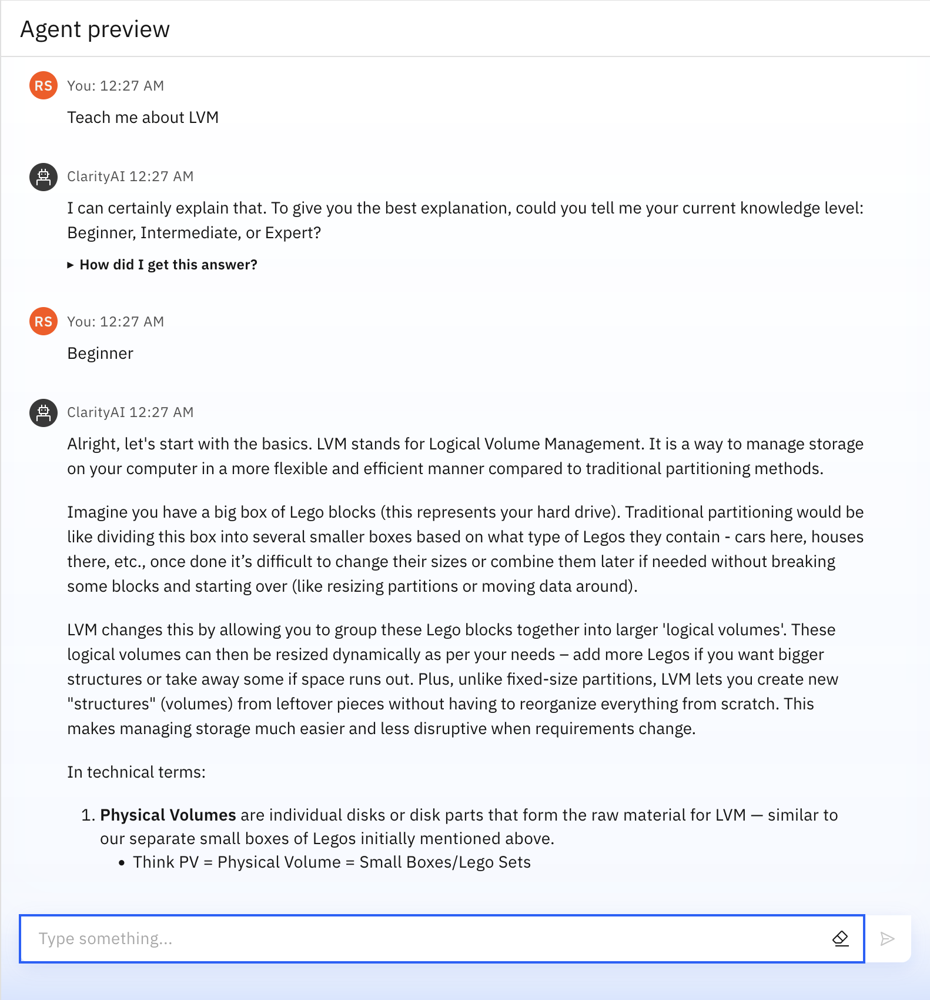 Agent preview
RS You: 12:27 AM
Teach me about LVM
ClarityAI 12:27 AM
I can certainly explain that. To give you the best explanation, could you tell me your current knowledge level:
Beginner, Intermediate, or Expert?
▸ How did I get this answer?
RS You: 12:27 AM
Beginner
ClarityAI 12:27 AM
Alright, let's start with the basics. LVM stands for Logical Volume Management. It is a way to manage storage
on your computer in a more flexible and efficient manner compared to traditional partitioning methods.
Imagine you have a big box of Lego blocks (this represents your hard drive). Traditional partitioning would be
like dividing this box into several smaller boxes based on what type of Legos they contain - cars here, houses
there, etc., once done it’s difficult to change their sizes or combine them later if needed without breaking
some blocks and starting over (like resizing partitions or moving data around).
LVM changes this by allowing you to group these Lego blocks together into larger 'logical volumes'. These
logical volumes can then be resized dynamically as per your needs – add more Legos if you want bigger
structures or take away some if space runs out. Plus, unlike fixed-size partitions, LVM lets you create new
"structures" (volumes) from leftover pieces without having to reorganize everything from scratch. This
makes managing storage much easier and less disruptive when requirements change.
In technical terms:
1. Physical Volumes are individual disks or disk parts that form the raw material for LVM — similar to
our separate small boxes of Legos initially mentioned above.
• Think PV = Physical Volume = Small Boxes/Lego Sets
Type something...